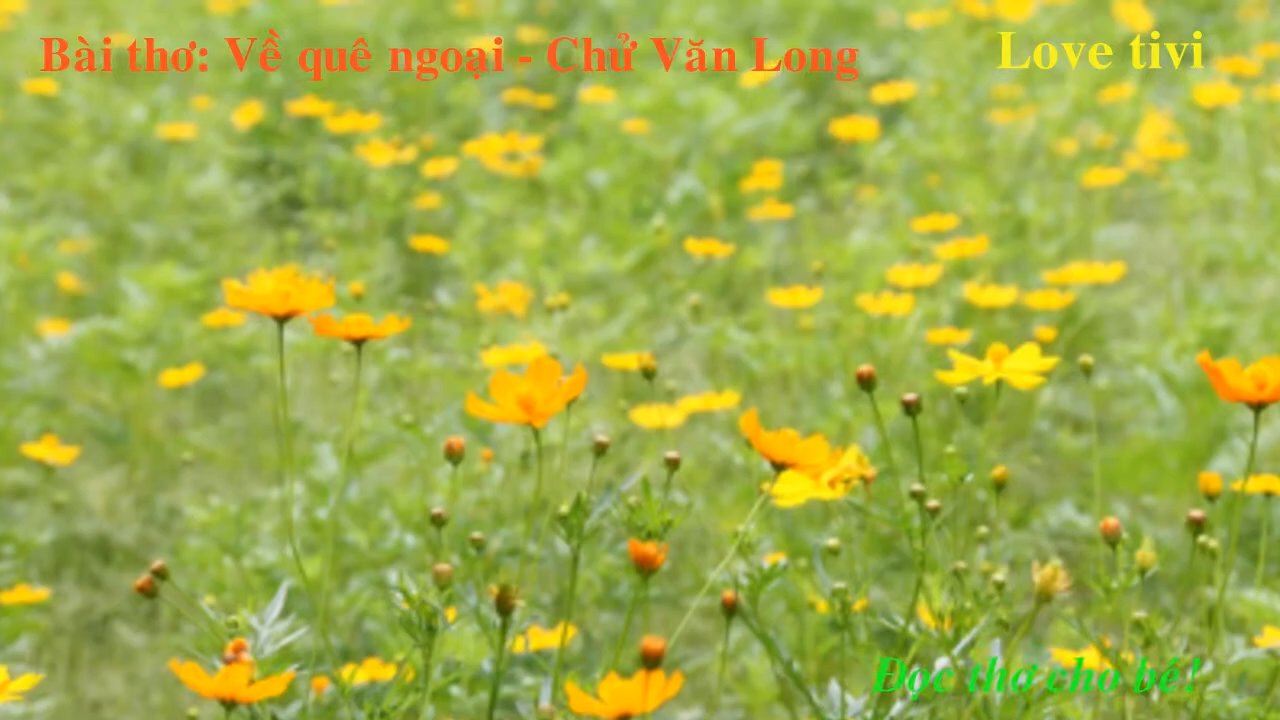 Bài thơ: Về quê ngoại - Chử Văn Long
Love tivi
Đọc thơ cho bé!